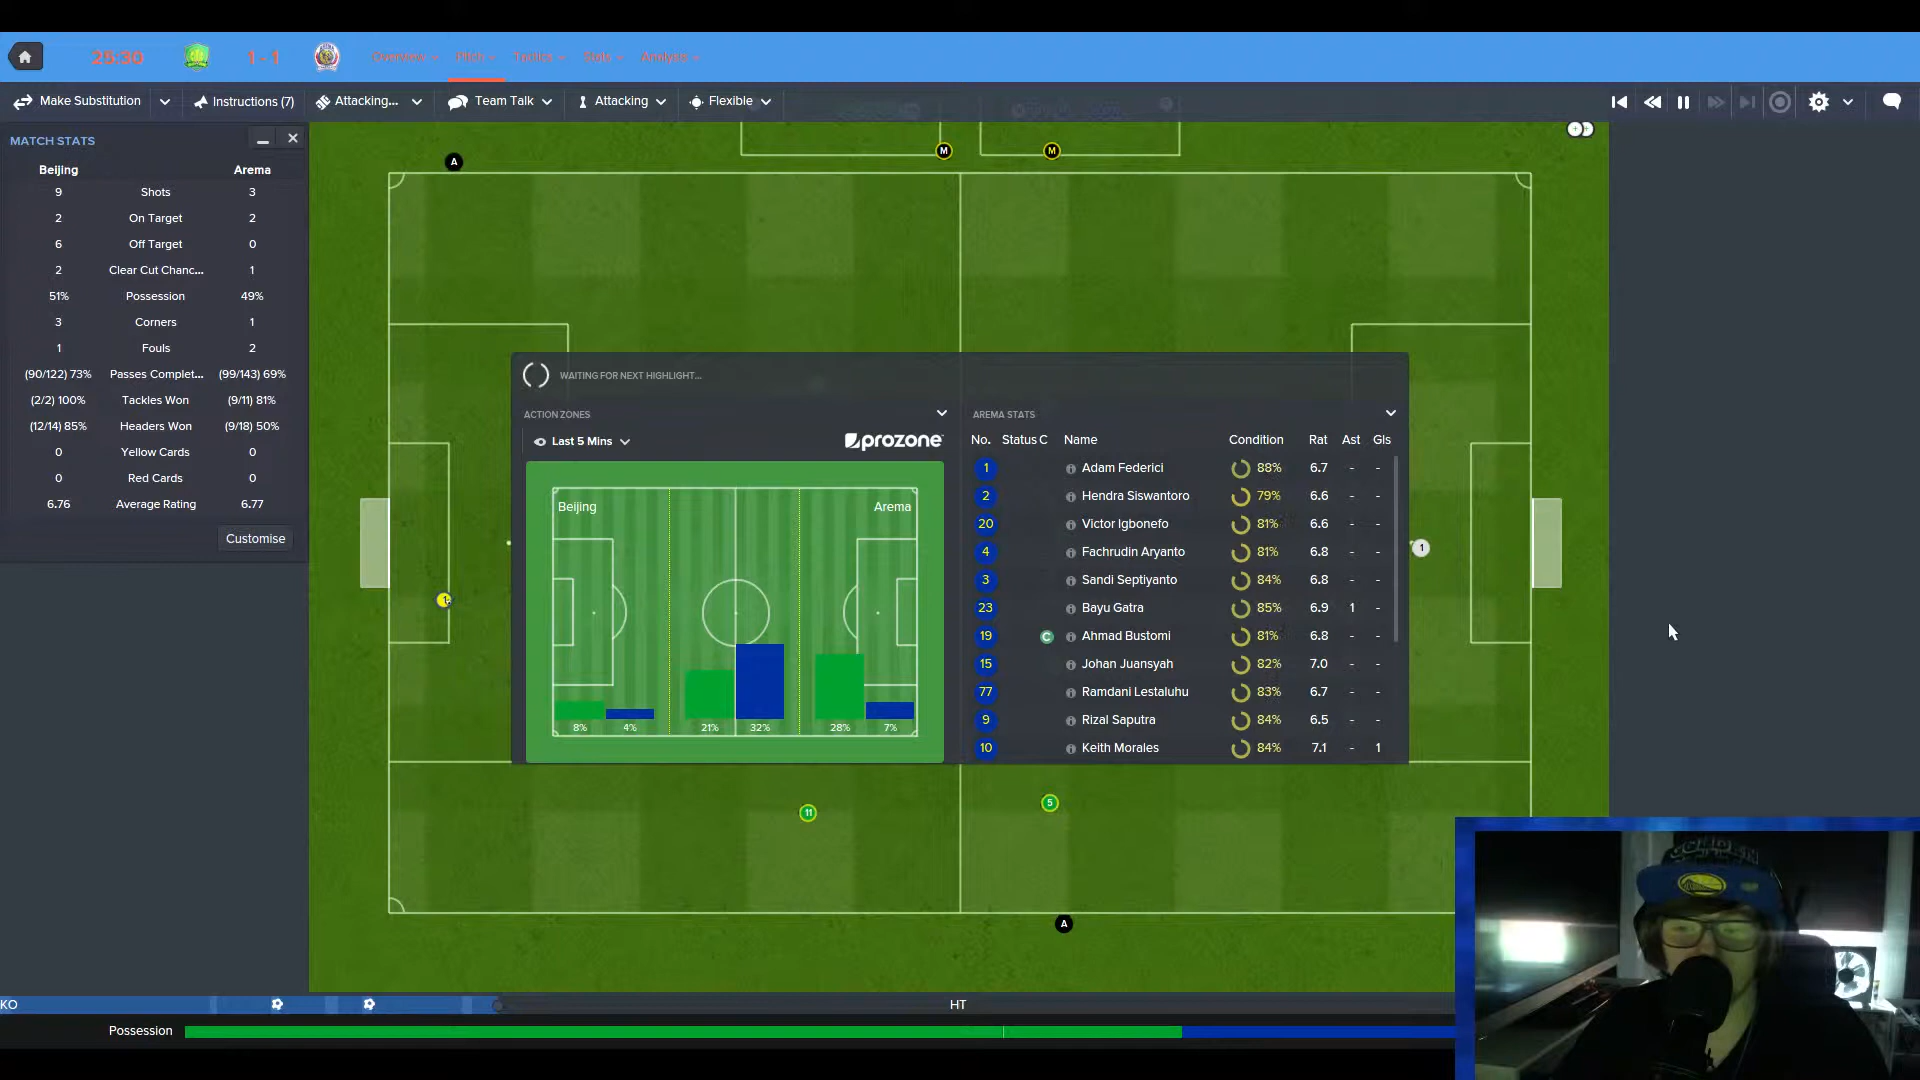 25:30 1 - 1 Overview Pitch Tactics Stats Analysis
Make Substitution Instructions (7) Attacking... Team Talk Attacking Flexible
MATCH STATS
Beijing Arema
9 Shots 3
2 On Target 2
6 Off Target 0
2 Clear Cut Chanc... 1
51% Possession 49%
3 Corners 1
1 Fouls 2
(90/122) 73% Passes Complet... (99/143) 69%
(2/2) 100% Tackles Won (9/11) 81%
(12/14) 85% Headers Won (9/18) 50%
0 Yellow Cards 0
0 Red Cards 0
6.76 Average Rating 6.77
Customise
A M M
WAITING FOR NEXT HIGHLIGHT...
ACTION ZONES
Last 5 Mins prozone
Beijing Arema
8% 4% 21% 32% 28% 7%
AREMA STATS
No. Status C Name Condition Rat Ast Gls
1 Adam Federici 88% 6.7 - -
2 Hendra Siswantoro 79% 6.6 - -
20 Victor Igbonefo 81% 6.6 - -
4 Fachrudin Aryanto 81% 6.8 - -
3 Sandi Septiyanto 84% 6.8 - -
23 Bayu Gatra 85% 6.9 1 -
19 C Ahmad Bustomi 81% 6.8 - -
15 Johan Juansyah 82% 7.0 - -
77 Ramdani Lestaluhu 83% 6.7 - -
9 Rizal Saputra 84% 6.5 - -
10 Keith Morales 84% 7.1 - 1
1
1
11
5
A
KO HT
Possession